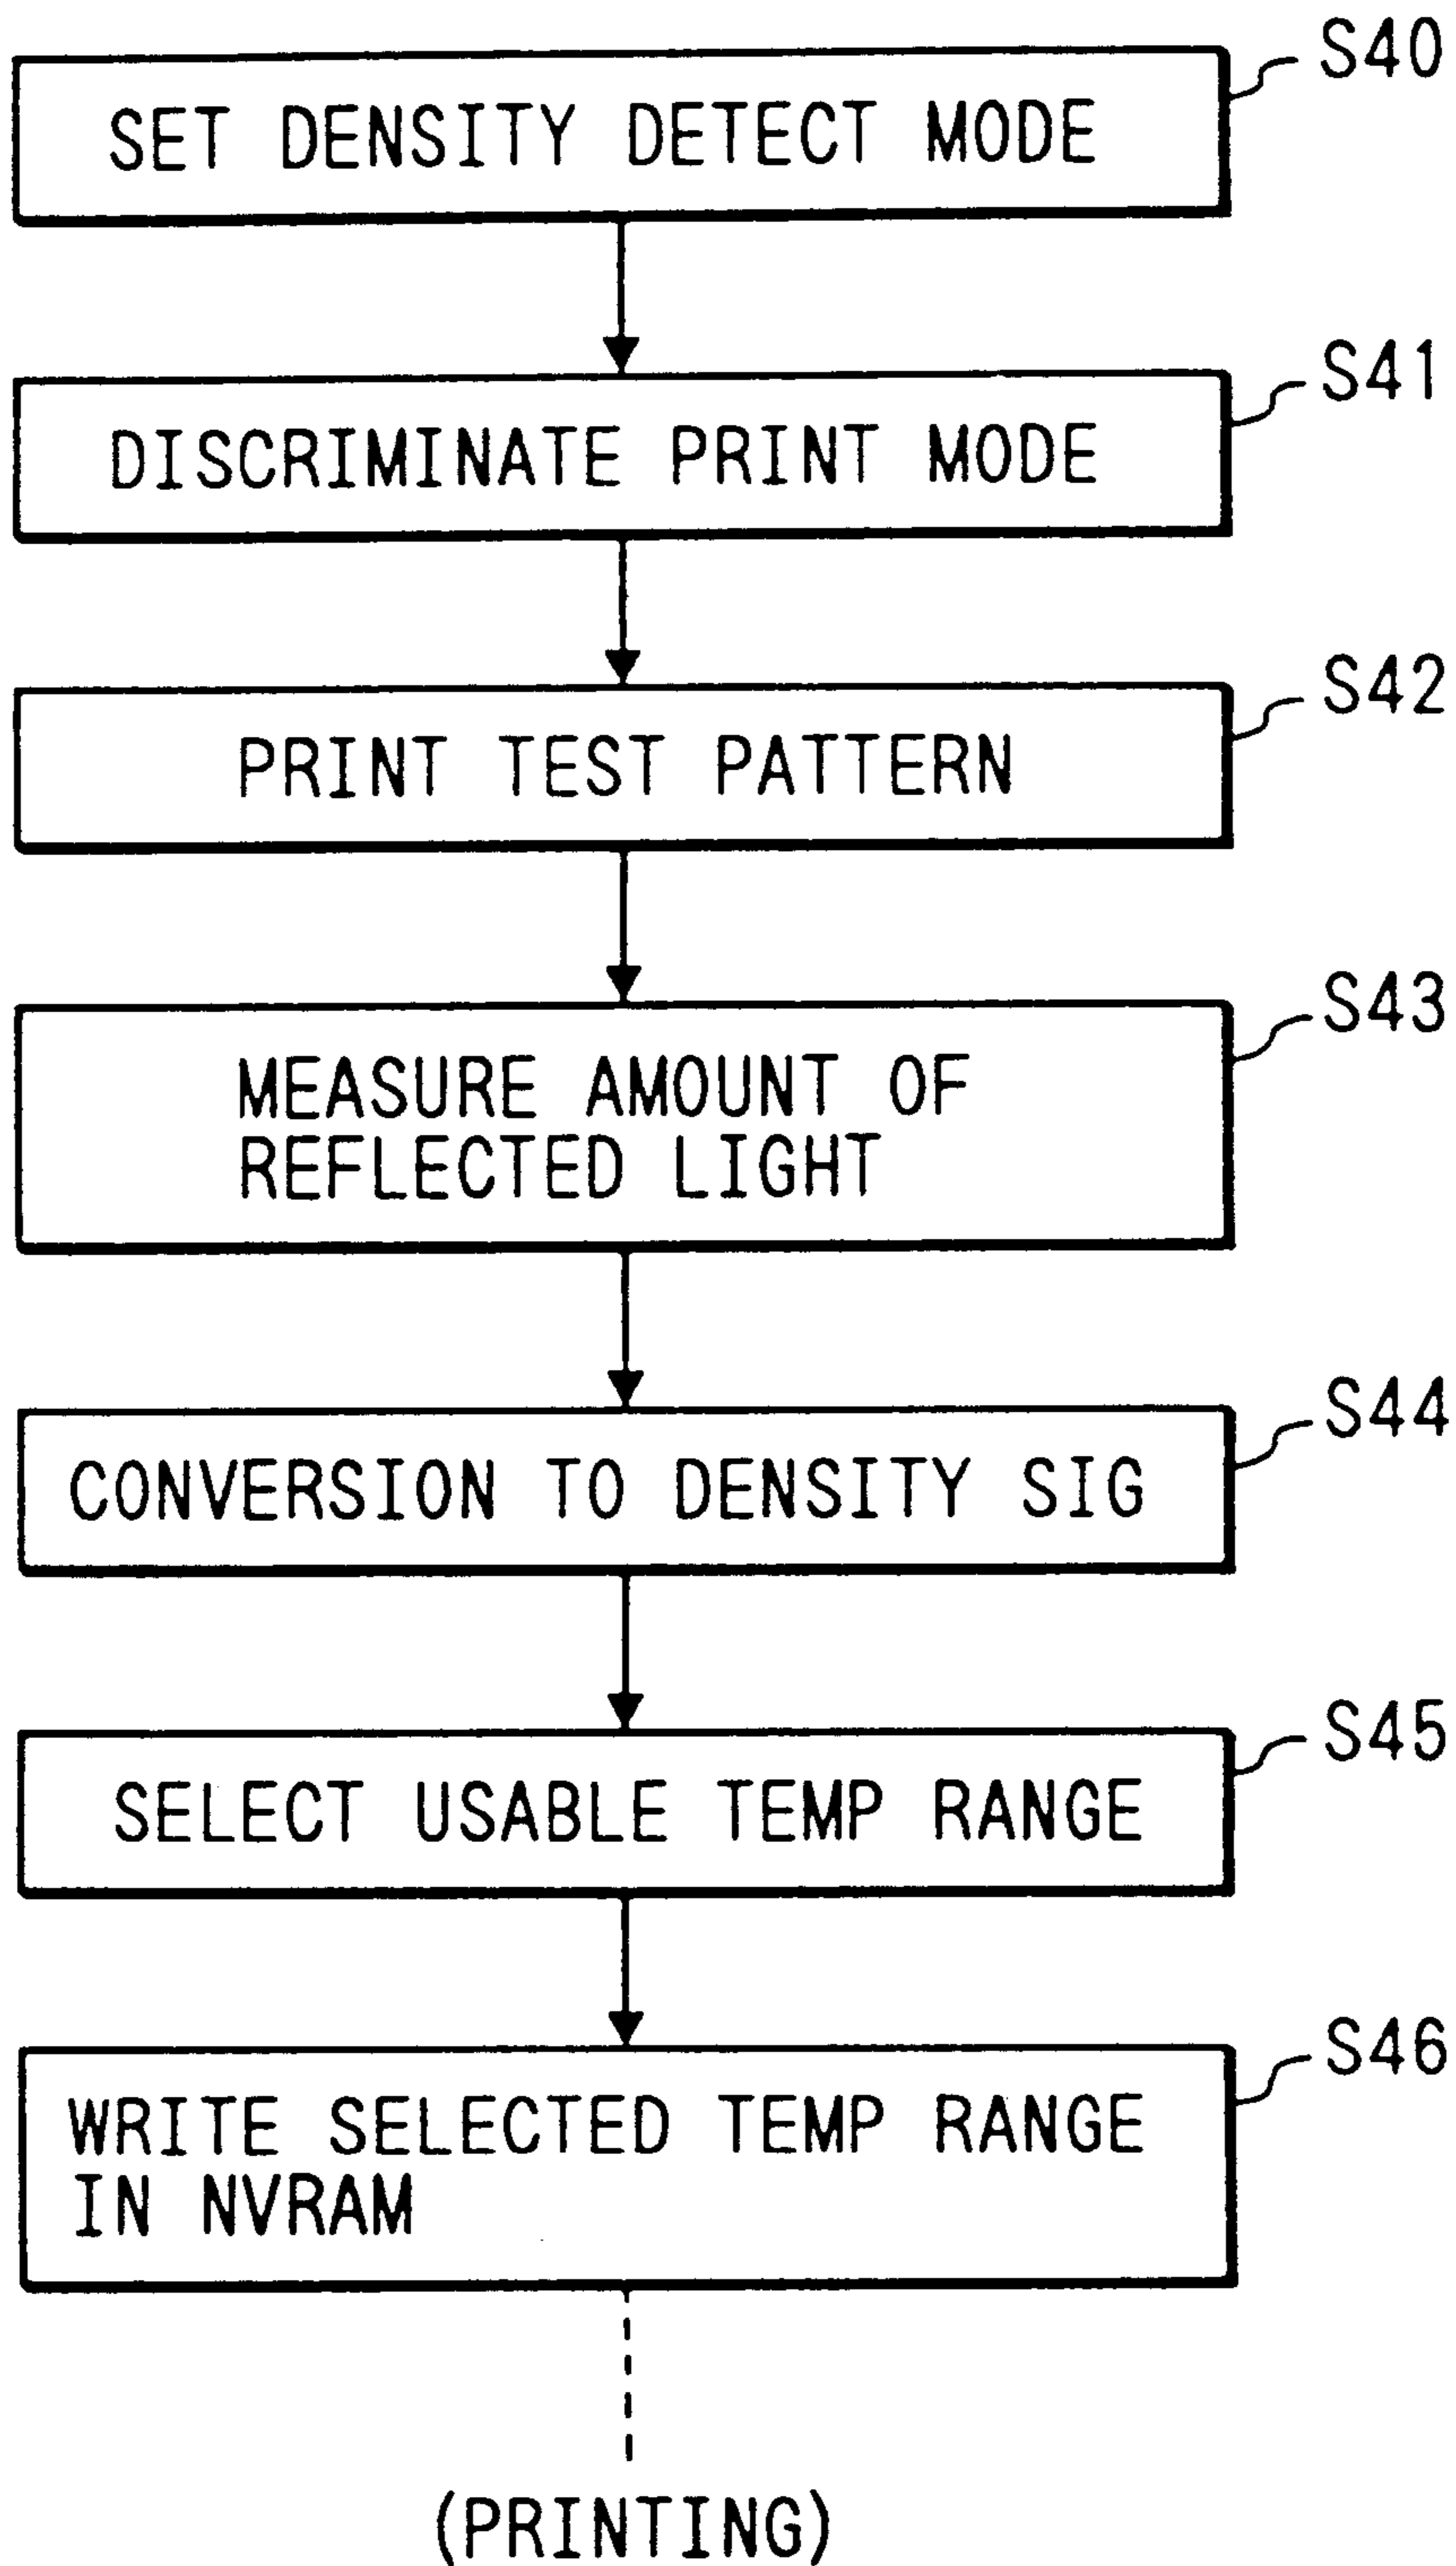 S40
SET DENSITY DETECT MODE
S41
DISCRIMINATE PRINT MODE
S42
PRINT TEST PATTERN
S43
MEASURE AMOUNT OF
REFLECTED LIGHT
S44
CONVERSION TO DENSITY SIG
S45
SELECT USABLE TEMP RANGE
S46
WRITE SELECTED TEMP RANGE
IN NVRAM
(PRINTING)